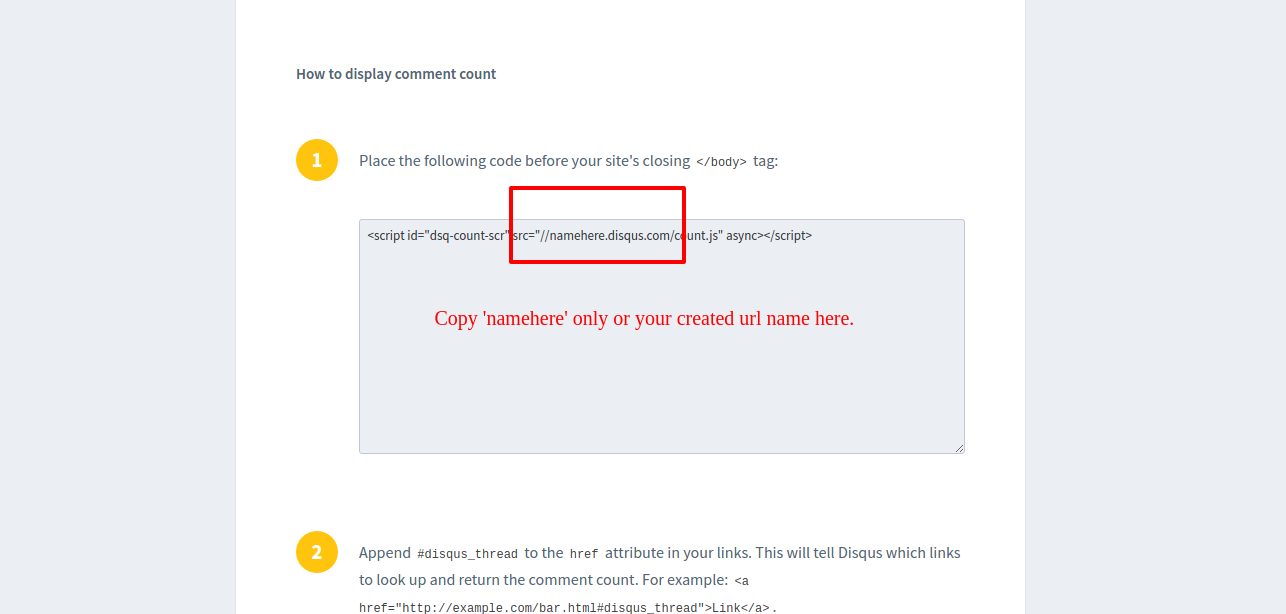 How to display comment count
1 Place the following code before your site's closing </body> tag:
<script id="dsq-count-scr" src="//namehere.disqus.com/count.js" async></script>
Copy 'namehere' only or your created url name here.
2 Append #disqus_thread to the href attribute in your links. This will tell Disqus which links
to look up and return the comment count. For example: <a
href="http://example.com/bar.html#disqus_thread">Link</a>.